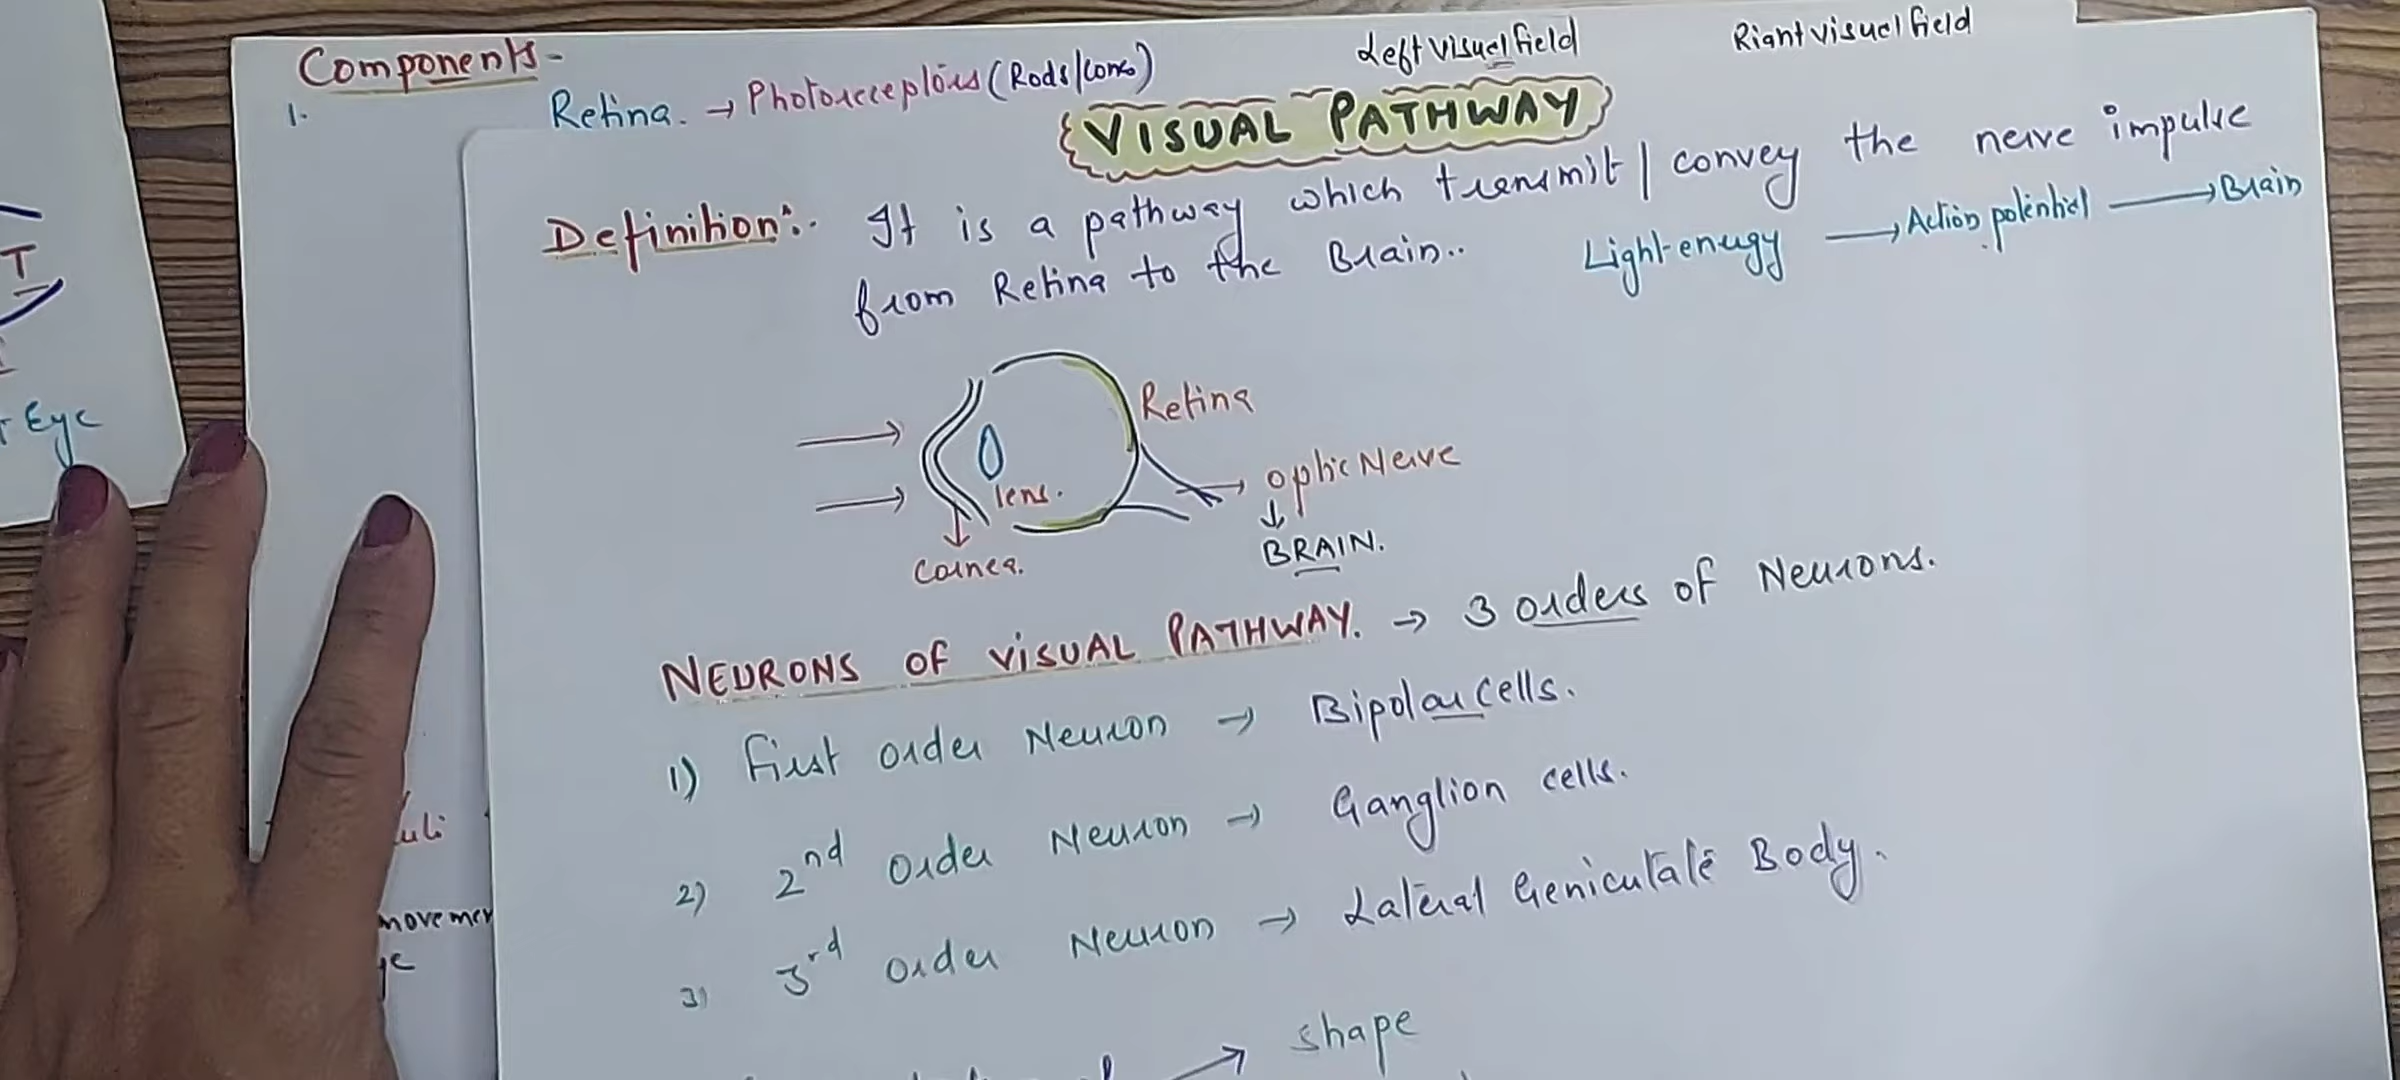 Components-
1. Retina. → Photoreceptors (Rods/cones)
Left visual field
Right visual field
VISUAL PATHWAY
Definition:- It is a pathway which transmit / convey the nerve impulse
from Retina to the Brain..
Light energy → Action potential → Brain
Retina
lens.
Cornea.
→ optic Nerve
↓
BRAIN.
NEURONS OF VISUAL PATHWAY. → 3 orders of Neurons.
1) First order Neuron → Bipolar cells.
2) 2nd order Neuron → Ganglion cells.
3) 3rd order Neuron → Lateral Geniculate Body.
→ shape
T
Eye
uli